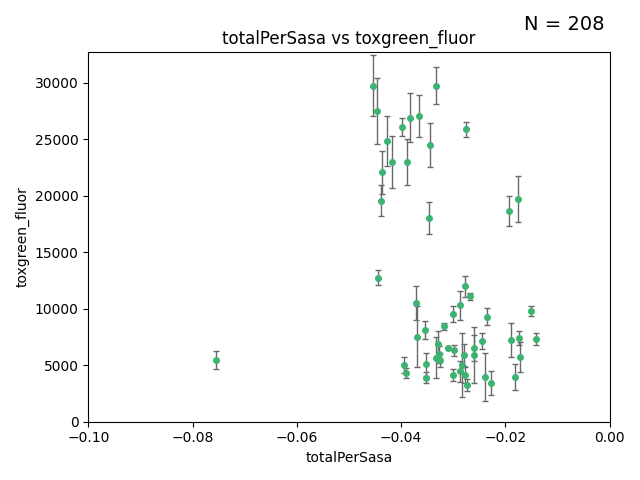 N = 208
totalPerSasa vs toxgreen_fluor
30000
25000
20000
15000
10000
5000
0
toxgreen_fluor
−0.10 −0.08 −0.06 −0.04 −0.02 0.00
totalPerSasa